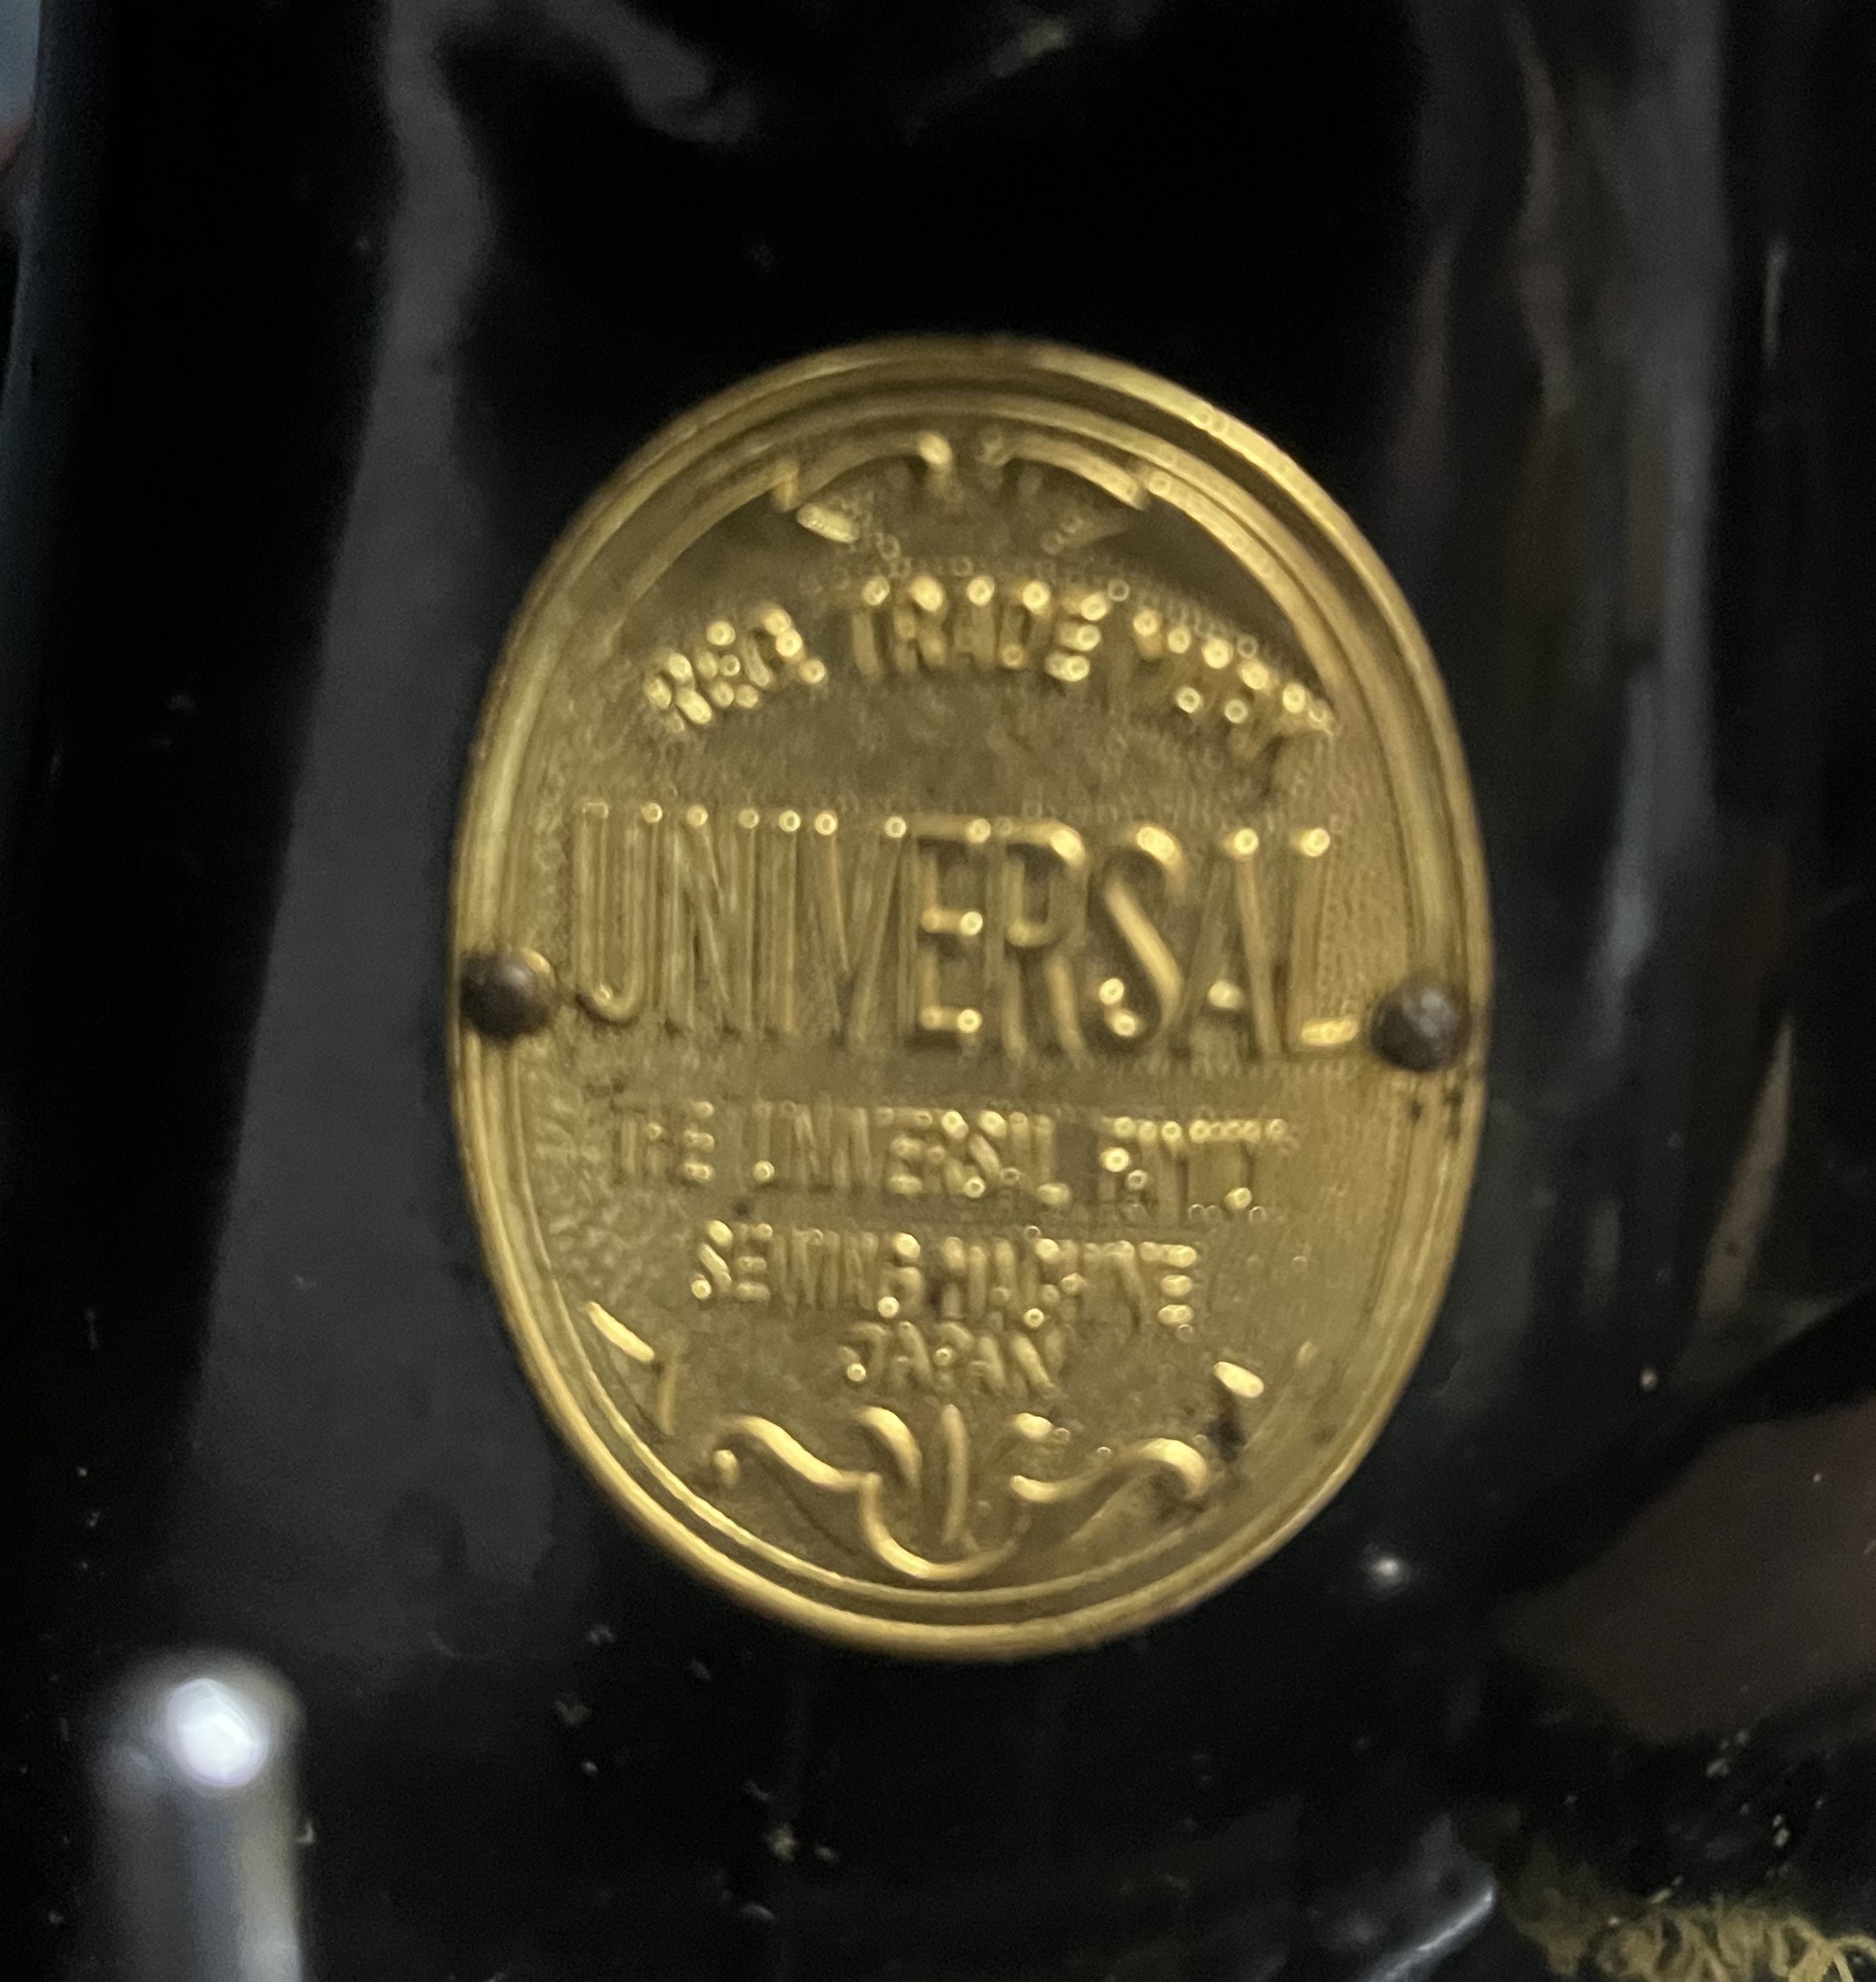 REG. TRADE MARK
UNIVERSAL
THE UNIVERSAL
SEWING MACHINE
JAPAN